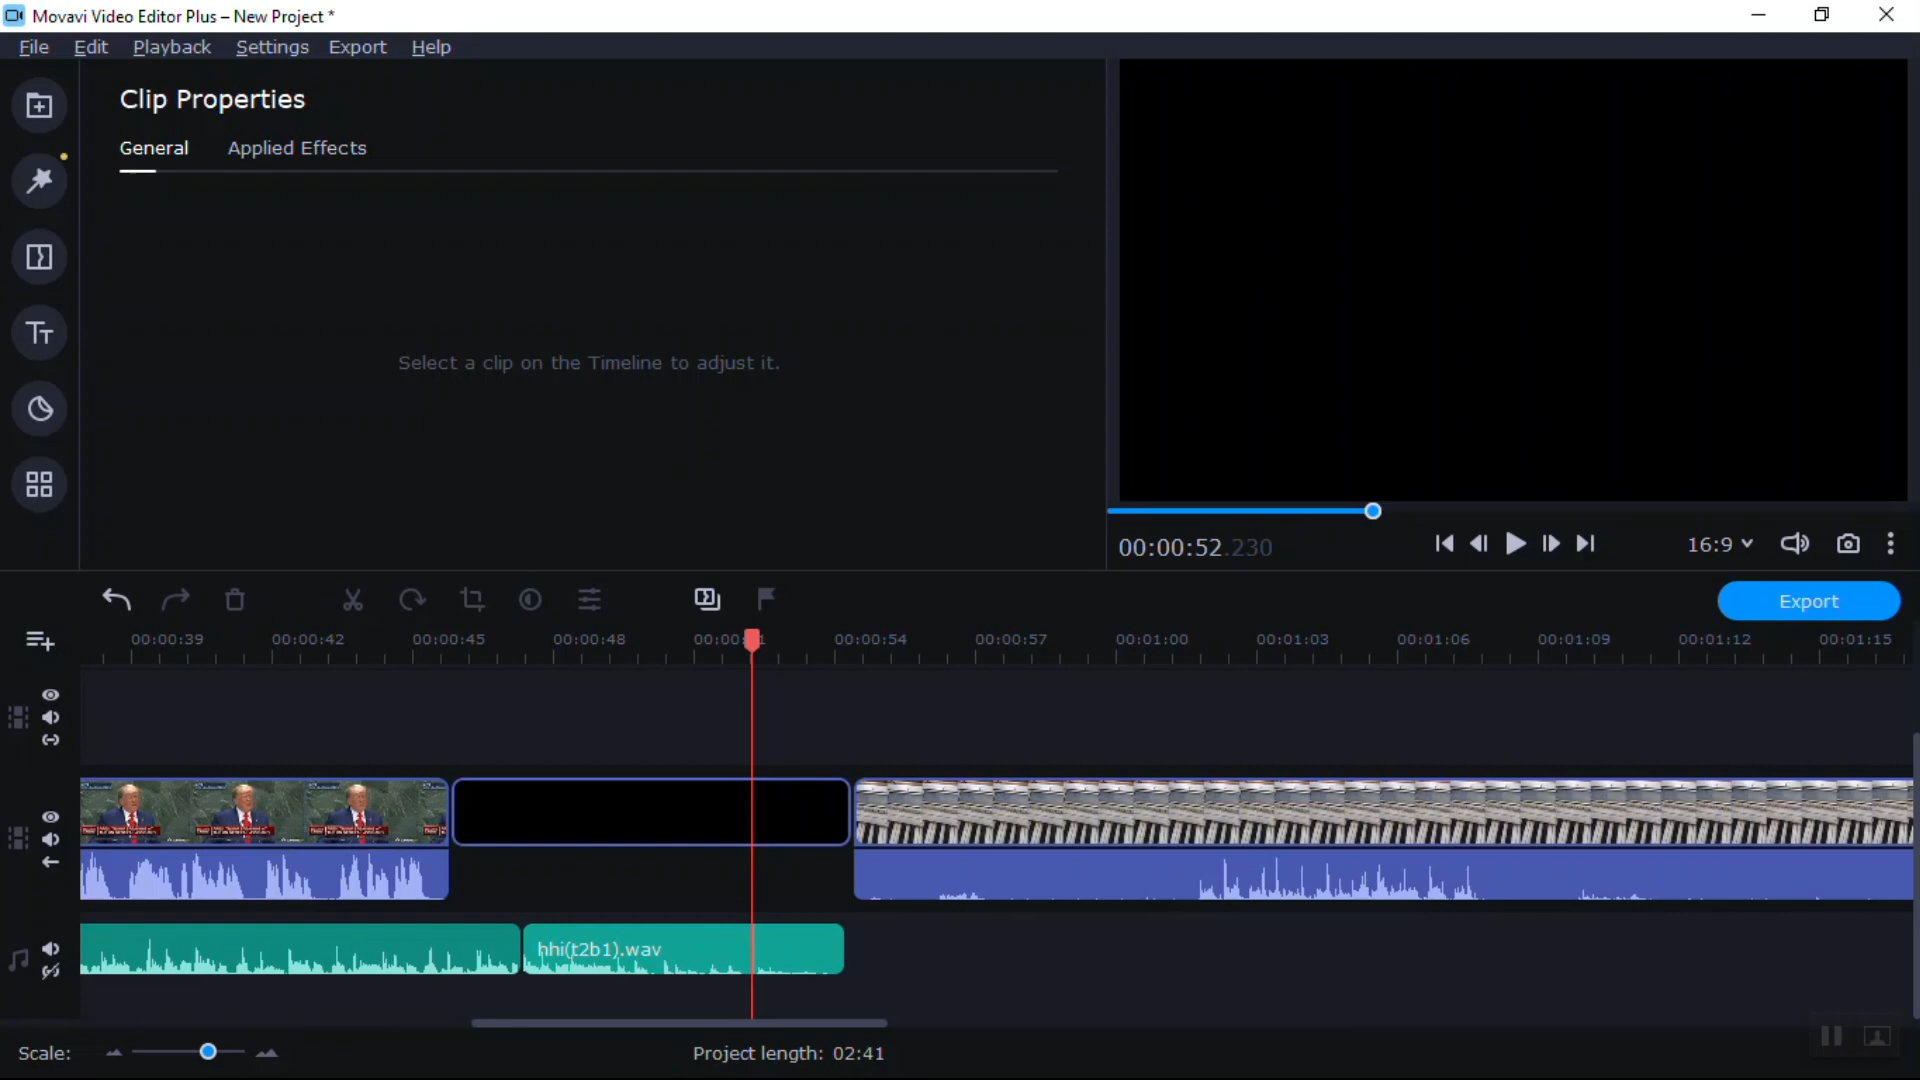 Movavi Video Editor Plus – New Project *
File Edit Playback Settings Export Help
Clip Properties
General Applied Effects
Select a clip on the Timeline to adjust it.
00:00:52.230
16:9
Export
00:00:39 00:00:42 00:00:45 00:00:48 00:00: 1 00:00:54 00:00:57 00:01:00 00:01:03 00:01:06 00:01:09 00:01:12 00:01:15
hhi(t2b1).wav
Scale:
Project length: 02:41